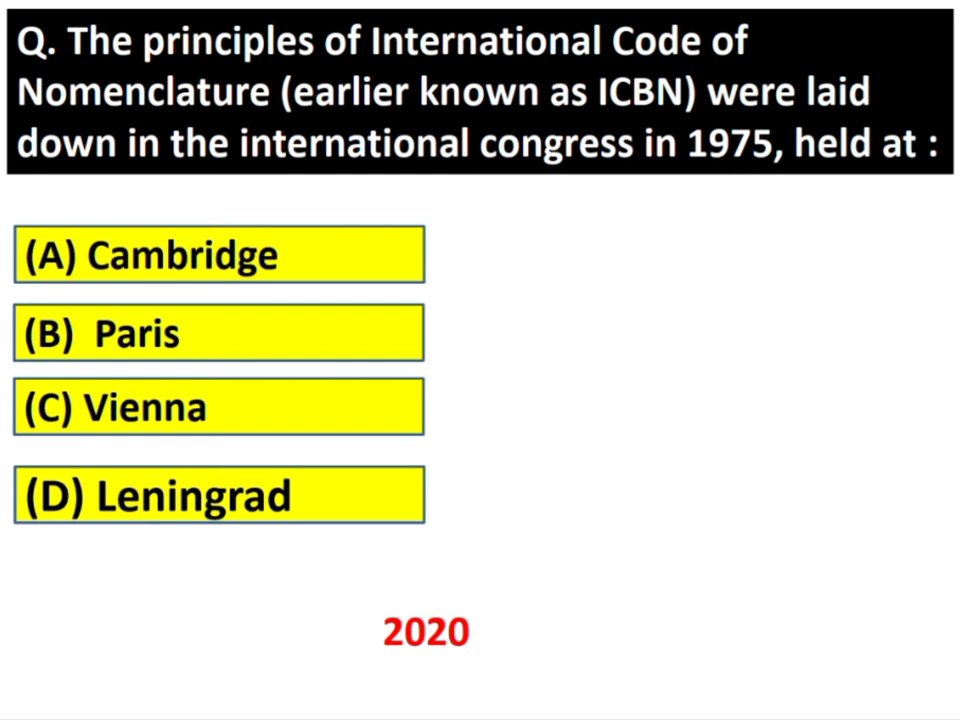 Q. The principles of International Code of
Nomenclature (earlier known as ICBN) were laid
down in the international congress in 1975, held at :
(A) Cambridge
(B) Paris
(C) Vienna
(D) Leningrad
2020